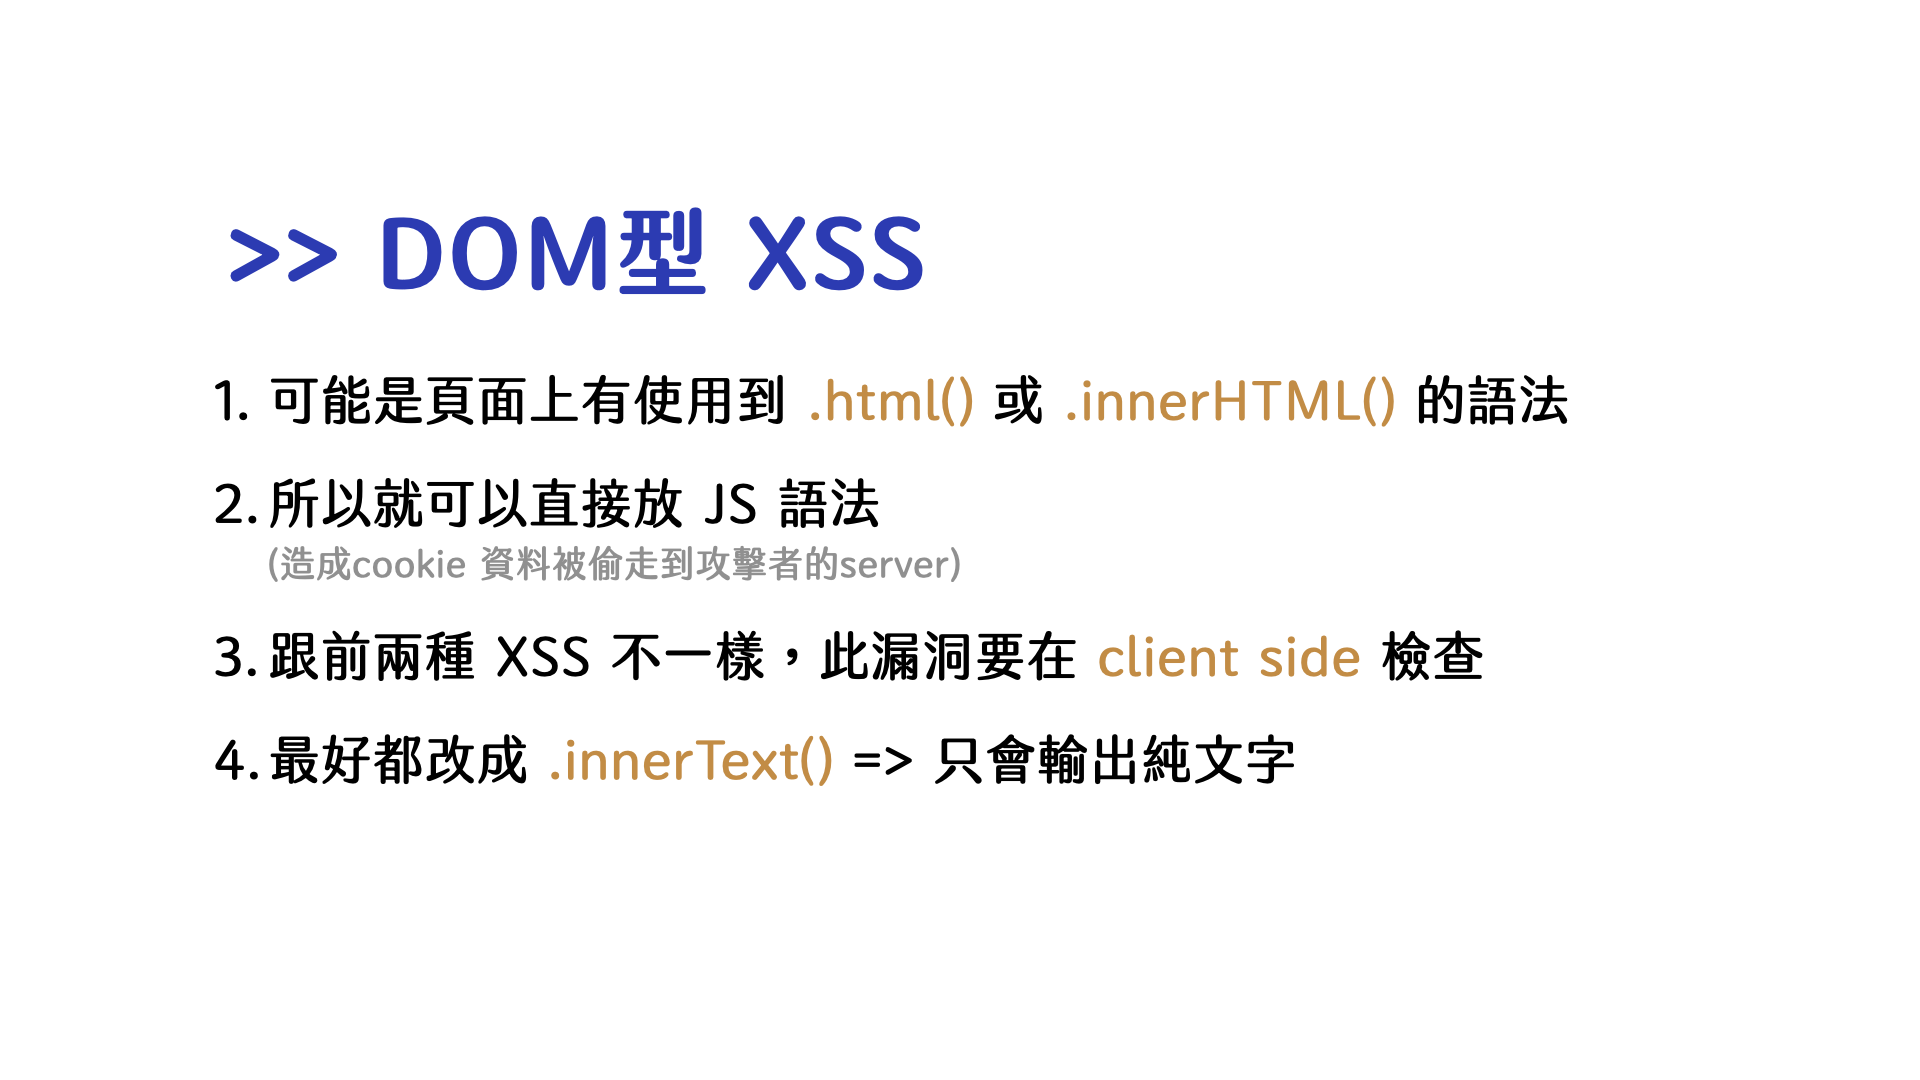 >> DOM型 XSS
1. 可能是頁面上有使用到 .html() 或 .innerHTML() 的語法
2. 所以就可以直接放 JS 語法
(造成cookie 資料被偷走到攻擊者的server)
3. 跟前兩種 XSS 不一樣，此漏洞要在 client side 檢查
4. 最好都改成 .innerText() => 只會輸出純文字